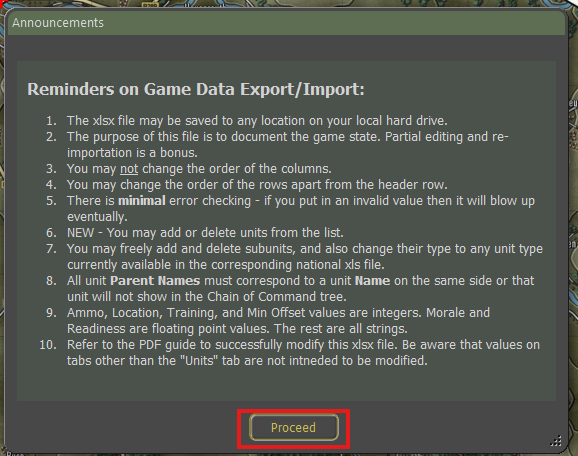 Announcements
Reminders on Game Data Export/Import:
1. The xlsx file may be saved to any location on your local hard drive.
2. The purpose of this file is to document the game state. Partial editing and re-
importation is a bonus.
3. You may not change the order of the columns.
4. You may change the order of the rows apart from the header row.
5. There is minimal error checking - if you put in an invalid value then it will blow up
eventually.
6. NEW - You may add or delete units from the list.
7. You may freely add and delete subunits, and also change their type to any unit type
currently available in the corresponding national xls file.
8. All unit Parent Names must correspond to a unit Name on the same side or that
unit will not show in the Chain of Command tree.
9. Ammo, Location, Training, and Min Offset values are integers. Morale and
Readiness are floating point values. The rest are all strings.
10. Refer to the PDF guide to successfully modify this xlsx file. Be aware that values on
tabs other than the "Units" tab are not intneded to be modified.
Proceed